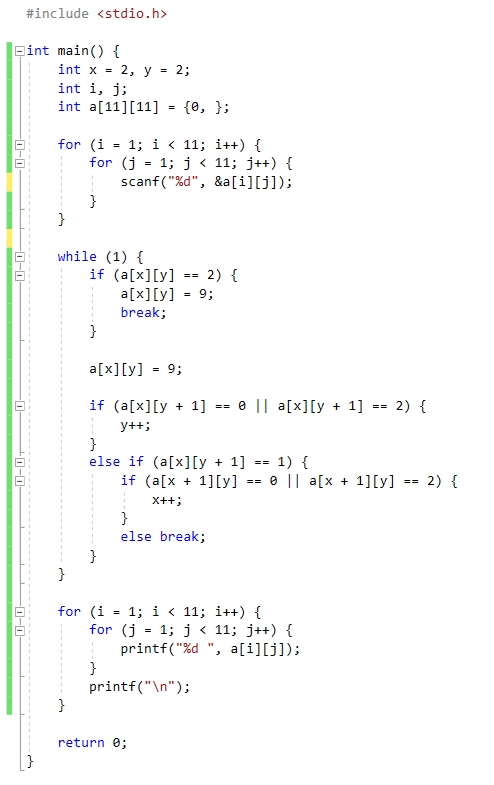 #include <stdio.h>
int main() {
int x = 2, y = 2;
int i, j;
int a[11][11] = {0, };
for (i = 1; i < 11; i++) {
for (j = 1; j < 11; j++) {
scanf("%d", &a[i][j]);
}
}
while (1) {
if (a[x][y] == 2) {
a[x][y] = 9;
break;
}
a[x][y] = 9;
if (a[x][y + 1] == 0 || a[x][y + 1] == 2) {
y++;
}
else if (a[x][y + 1] == 1) {
if (a[x + 1][y] == 0 || a[x + 1][y] == 2) {
x++;
}
else break;
}
}
for (i = 1; i < 11; i++) {
for (j = 1; j < 11; j++) {
printf("%d ", a[i][j]);
}
printf("\n");
}
return 0;
}